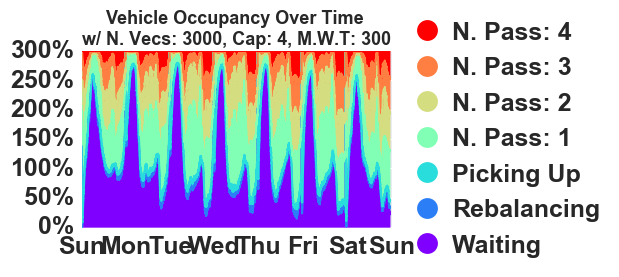 Vehicle Occupancy Over Time
w/ N. Vecs: 3000, Cap: 4, M.W.T: 300
300%
250%
200%
150%
100%
50%
0%
Sun Mon Tue Wed Thu Fri Sat Sun
N. Pass: 4
N. Pass: 3
N. Pass: 2
N. Pass: 1
Picking Up
Rebalancing
Waiting